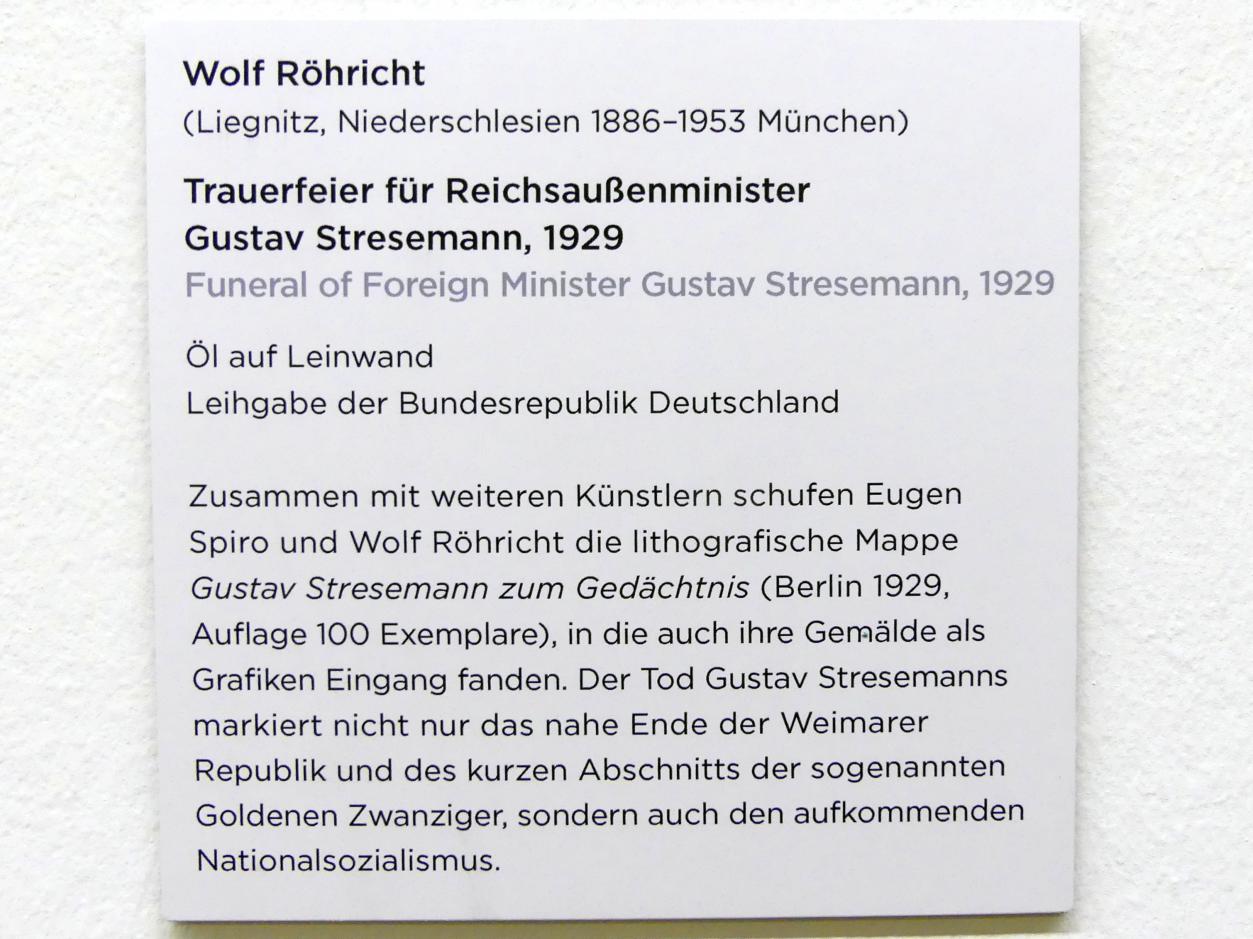 Wolf Röhricht
(Liegnitz, Niederschlesien 1886–1953 München)
Trauerfeier für Reichsaußenminister
Gustav Stresemann, 1929
Funeral of Foreign Minister Gustav Stresemann, 1929
Öl auf Leinwand
Leihgabe der Bundesrepublik Deutschland
Zusammen mit weiteren Künstlern schufen Eugen
Spiro und Wolf Röhricht die lithografische Mappe
Gustav Stresemann zum Gedächtnis (Berlin 1929,
Auflage 100 Exemplare), in die auch ihre Gemälde als
Grafiken Eingang fanden. Der Tod Gustav Stresemanns
markiert nicht nur das nahe Ende der Weimarer
Republik und des kurzen Abschnitts der sogenannten
Goldenen Zwanziger, sondern auch den aufkommenden
Nationalsozialismus.